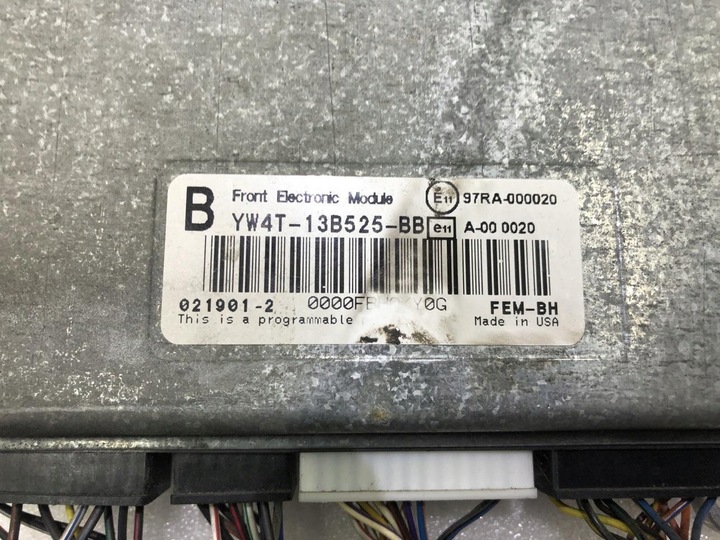 B Front Electronic Module E11 97RA-000020
YW4T-13B525-BB e11 A-00 0020
021901-2 FEM-BH
This is a programmable Made in USA